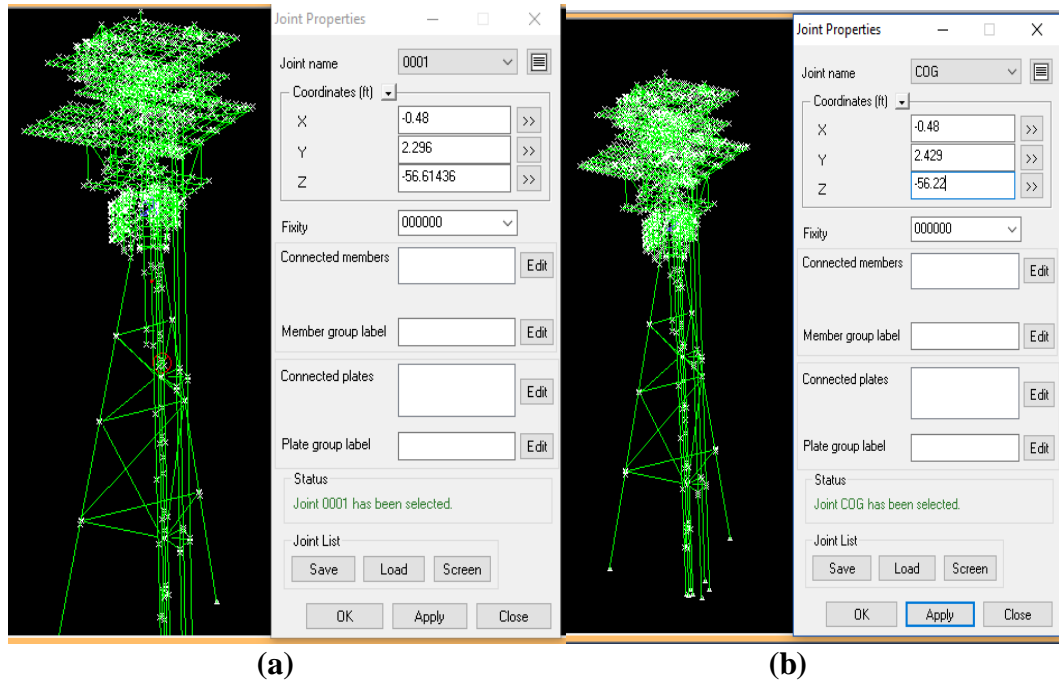 Joint Properties
Joint name 0001
Coordinates (ft)
X -0.48 >>
Y 2.296 >>
Z -56.61436 >>
Fixity 000000
Connected members Edit
Member group label Edit
Connected plates Edit
Plate group label Edit
Status
Joint 0001 has been selected.
Joint List
Save Load Screen
OK Apply Close
(a)
Joint Properties
Joint name COG
Coordinates (ft)
X -0.48 >>
Y 2.429 >>
Z -56.22 >>
Fixity 000000
Connected members Edit
Member group label Edit
Connected plates Edit
Plate group label Edit
Status
Joint COG has been selected.
Joint List
Save Load Screen
OK Apply Close
(b)